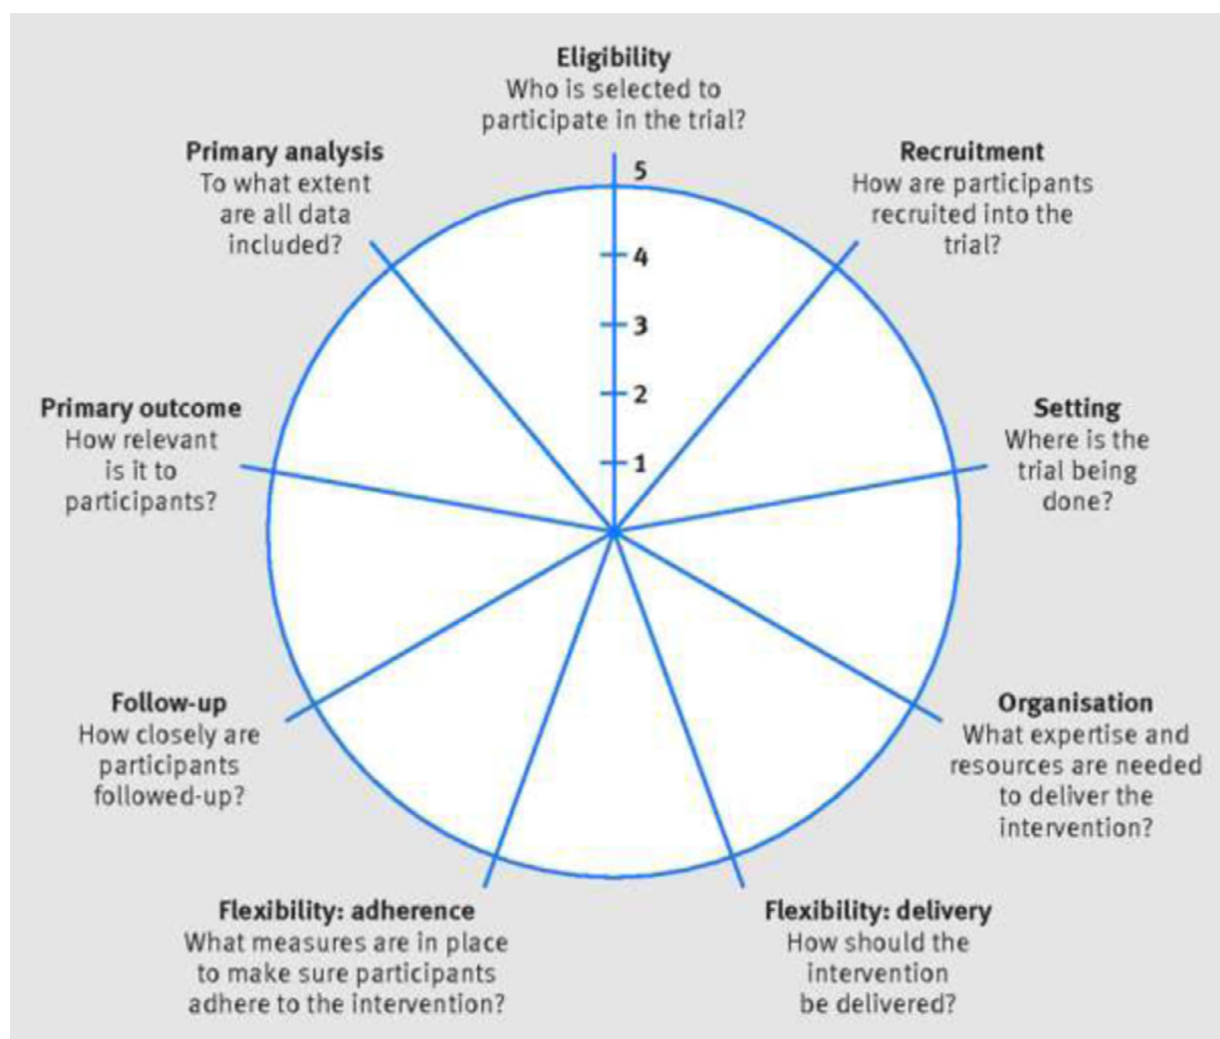 Eligibility
Who is selected to
participate in the trial?
Primary analysis
To what extent
are all data
included?
Recruitment
How are participants
recruited into the
trial?
5
4
3
2
1
Primary outcome
How relevant
is it to
participants?
Setting
Where is the
trial being
done?
Follow-up
How closely are
participants
followed-up?
Organisation
What expertise and
resources are needed
to deliver the
intervention?
Flexibility: adherence
What measures are in place
to make sure participants
adhere to the intervention?
Flexibility: delivery
How should the
intervention
be delivered?